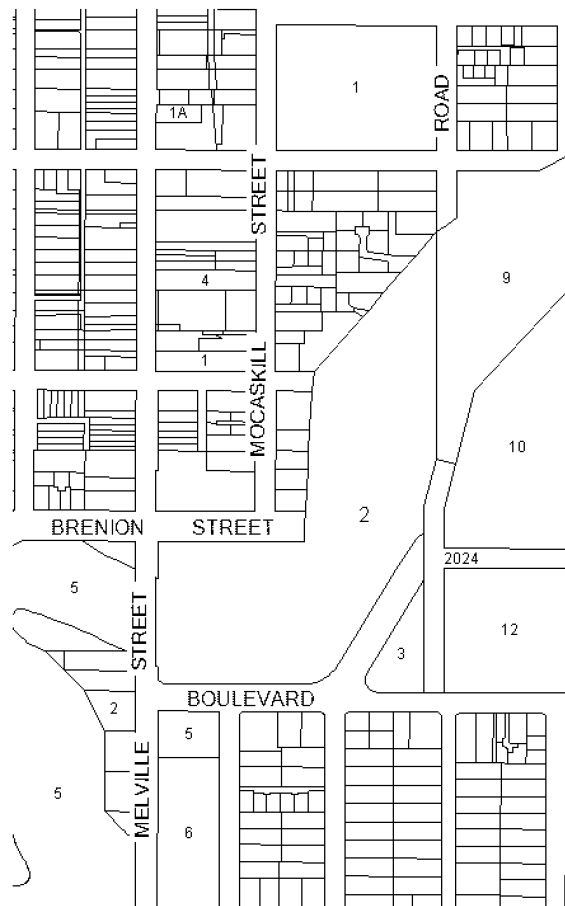 1
ROAD
1A
STREET
9
4
1
MOCASKILL
10
2
BRENION STREET
2024
5
STREET
12
3
2
BOULEVARD
5
MELVILLE
5
6